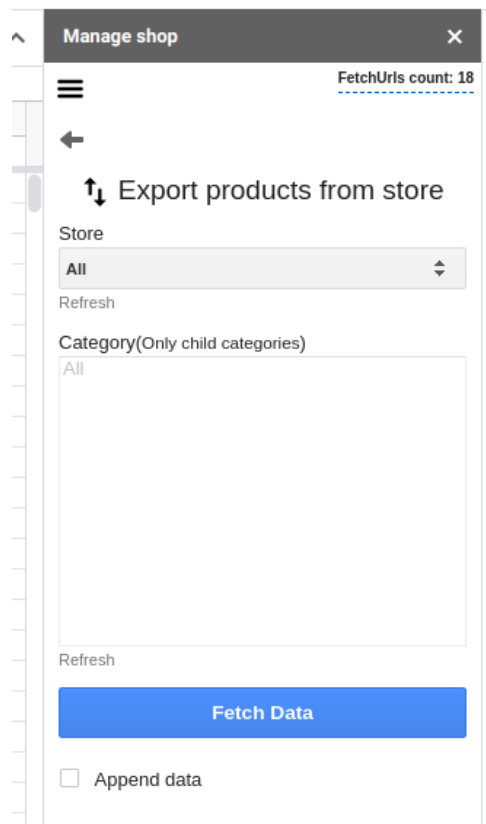 Manage shop
FetchUrls count: 18
Export products from store
Store
All
Refresh
Category(Only child categories)
All
Refresh
Fetch Data
Append data